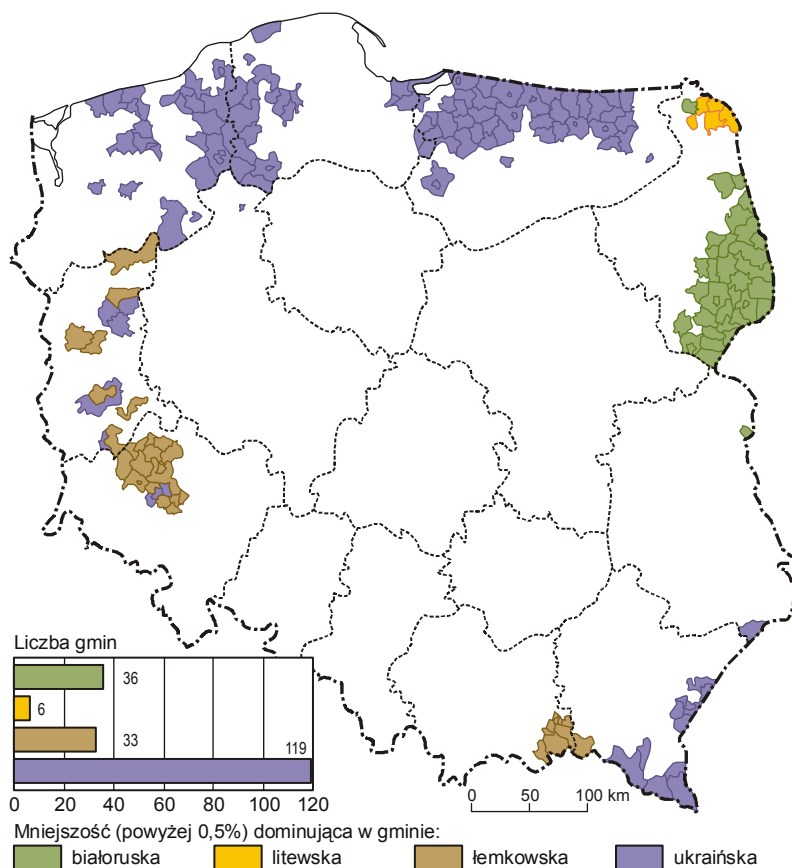 Liczba gmin
36
6
33
119
0 20 40 60 80 100 120
0 50 100 km
Mniejszość (powyżej 0,5%) dominująca w gminie:
białoruska litewska łemkowska ukraińska